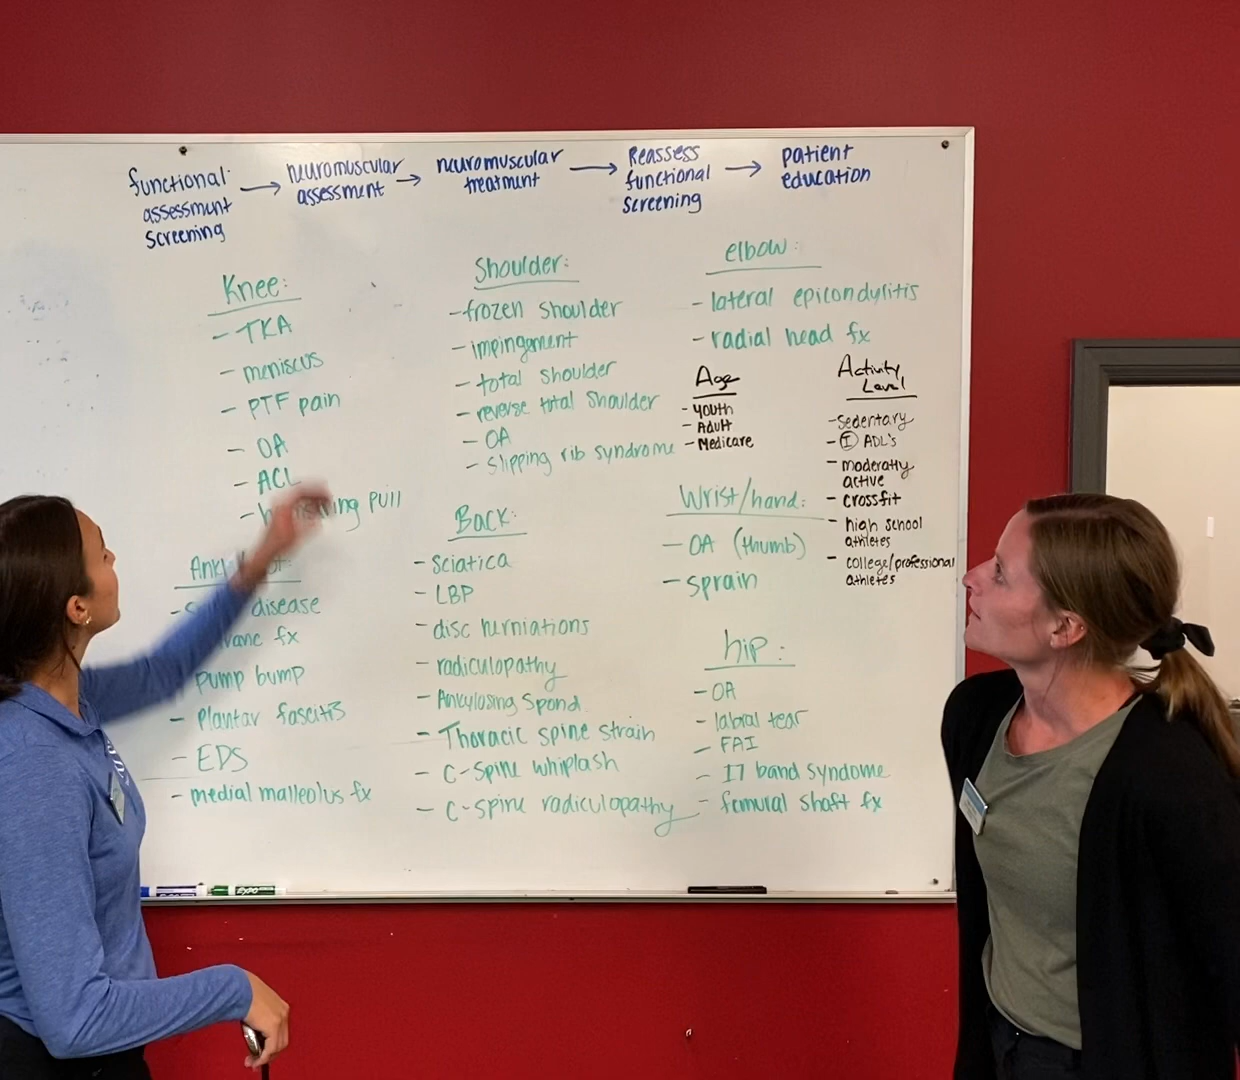 functional
assessment
screening
→
neuromuscular
assessment
→
neuromuscular
treatment
→
Reassess
functional
screening
→
patient
education
Knee:
- TKA
- meniscus
- PTF pain
- OA
- ACL
- pull
Shoulder:
- frozen shoulder
- impingement
- total shoulder
- reverse total shoulder
- OA
- slipping rib syndrome
elbow:
- lateral epicondylitis
- radial head fx
Age
- youth
- Adult
- Medicare
Activity
Level
- sedentary
- I ADL's
- moderatly
active
- crossfit
- high school
athletes
- college/professional
athletes
disease
fx
pump bump
- plantar fascitis
- EDS
- medial malleolus fx
Back:
- sciatica
- LBP
- disc herniations
- radiculopathy
- Ankylosing Spond.
- Thoracic spine strain
- C-Spine whiplash
- C-spine radiculopathy
Wrist/hand:
- OA (thumb)
- sprain
hip:
- OA
- labral tear
- FAI
- IT band syndome
- femural shaft fx
EXPO